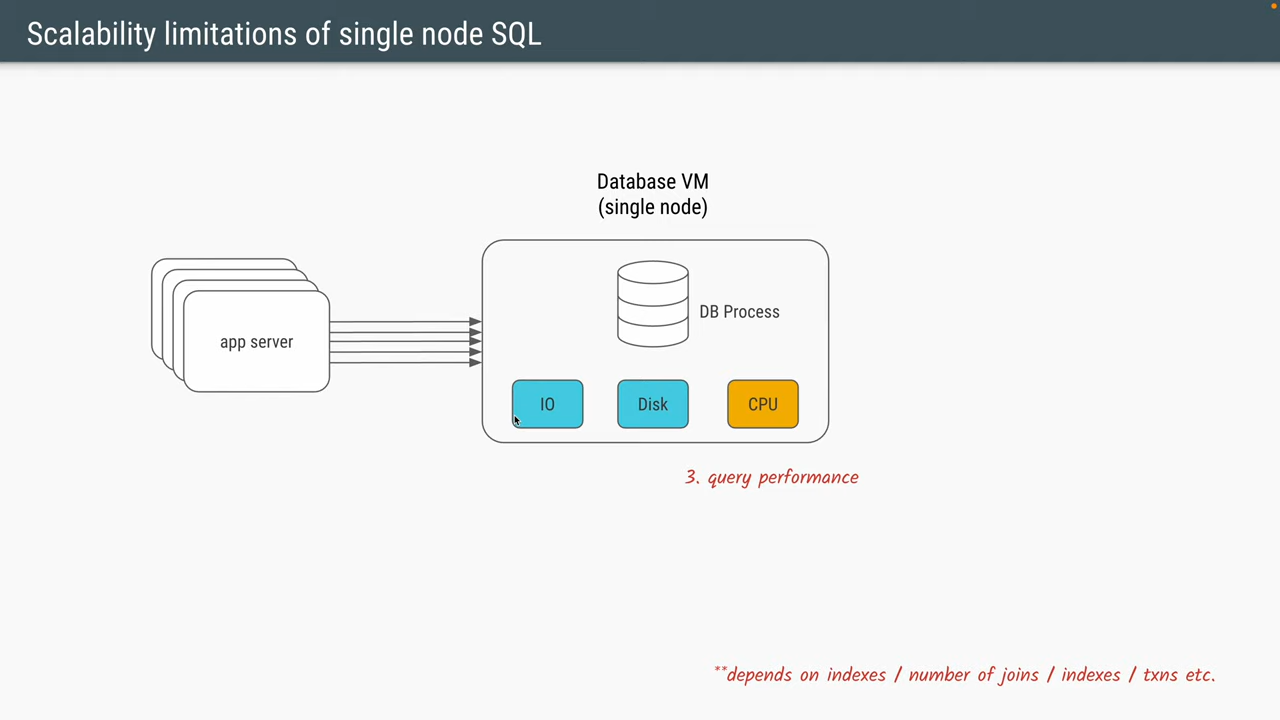 Scalability limitations of single node SQL
Database VM
(single node)
DB Process
app server
IO
Disk
CPU
3. query performance
**depends on indexes / number of joins / indexes / txns etc.